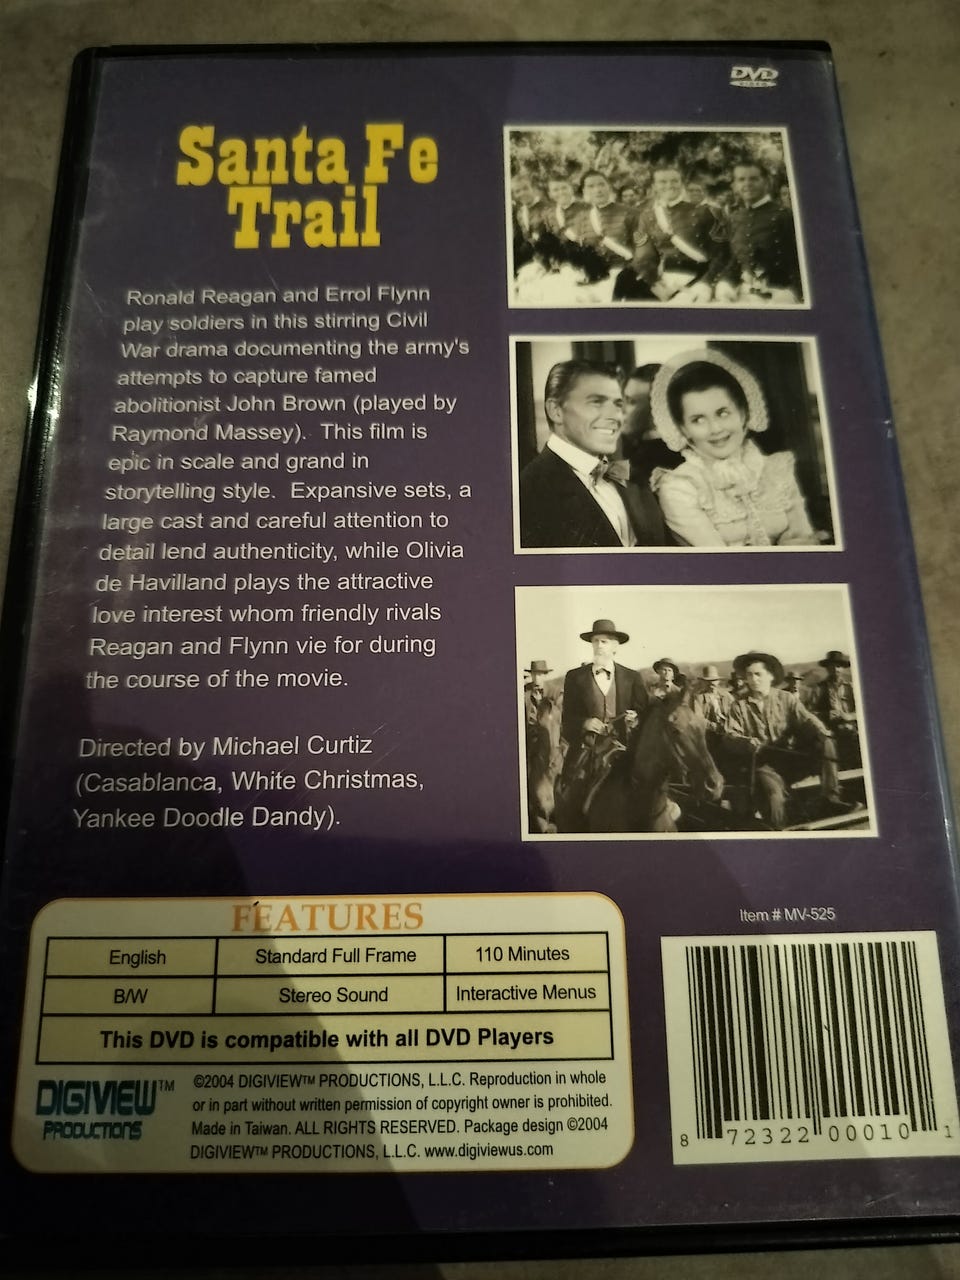 DVD
VIDEO
Santa Fe
Trail
Ronald Reagan and Errol Flynn
play soldiers in this stirring Civil
War drama documenting the army's
attempts to capture famed
abolitionist John Brown (played by
Raymond Massey). This film is
epic in scale and grand in
storytelling style. Expansive sets, a
large cast and careful attention to
detail lend authenticity, while Olivia
de Havilland plays the attractive
love interest whom friendly rivals
Reagan and Flynn vie for during
the course of the movie.
Directed by Michael Curtiz
(Casablanca, White Christmas,
Yankee Doodle Dandy).
FEATURES
English Standard Full Frame 110 Minutes
B/W Stereo Sound Interactive Menus
This DVD is compatible with all DVD Players
DIGIVIEW™
PRODUCTIONS
©2004 DIGIVIEW™ PRODUCTIONS, L.L.C. Reproduction in whole
or in part without written permission of copyright owner is prohibited.
Made in Taiwan. ALL RIGHTS RESERVED. Package design ©2004
DIGIVIEW™ PRODUCTIONS, L.L.C. www.digiviewus.com
Item # MV-525
8 72322 00010 1